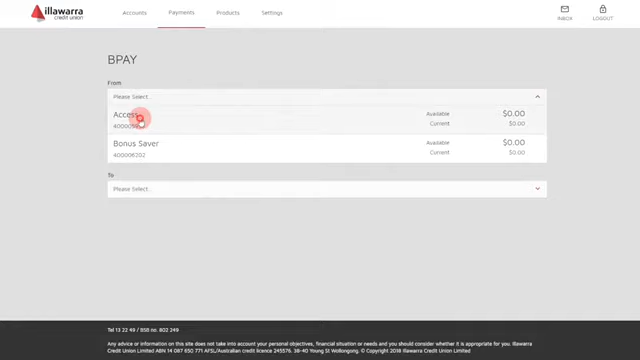 illawarra
credit union
Accounts Payments Products Settings
INBOX LOGOUT
BPAY
From
Please Select...
Access Available $0.00
Current $0.00
Bonus Saver Available $0.00
400006202 Current $0.00
To
Please Select...
Tel 13 22 49 / BSB no. 802 249
Any advice or information on this site does not take into account your personal objectives, financial situation or needs and you should consider whether it is appropriate for you. Illawarra
Credit Union Limited ABN 14 087 650 771 AFSL/Australian credit licence 245576. 38-40 Young St Wollongong. © Copyright 2018 Illawarra Credit Union Limited